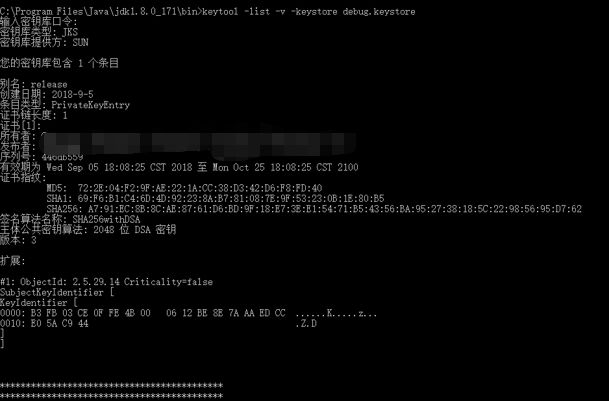 C:\Program Files\Java\jdk1.8.0_171\bin>keytool -list -v -keystore debug.keystore
输入密钥库口令:
密钥库类型: JKS
密钥库提供方: SUN
您的密钥库包含 1 个条目
别名: release
创建日期: 2018-9-5
条目类型: PrivateKeyEntry
证书链长度: 1
证书[1]:
所有者:
发布者:
序列号: 446db559
有效期为 Wed Sep 05 18:08:25 CST 2018 至 Mon Oct 25 18:08:25 CST 2100
证书指纹:
MD5: 72:2E:04:F2:9F:AE:22:1A:CC:38:D3:42:D6:F8:FD:40
SHA1: 69:F6:B1:C4:6D:4D:92:23:8A:B7:81:08:7E:9F:53:23:0B:1E:80:B5
SHA256: A7:91:EC:8B:8C:AE:87:61:D6:BD:9F:18:E7:3E:E1:54:71:B5:43:56:BA:95:27:38:18:5C:22:98:56:95:D7:62
签名算法名称: SHA256withDSA
主体公共密钥算法: 2048 位 DSA 密钥
版本: 3
扩展:
#1: ObjectId: 2.5.29.14 Criticality=false
SubjectKeyIdentifier [
KeyIdentifier [
0000: B3 FB 03 CE 0F FE 4B 00 06 12 BE 8E 7A AA ED CC ......K.....z...
0010: E0 5A C9 44 .Z.D
]
]
*******************************************
*******************************************